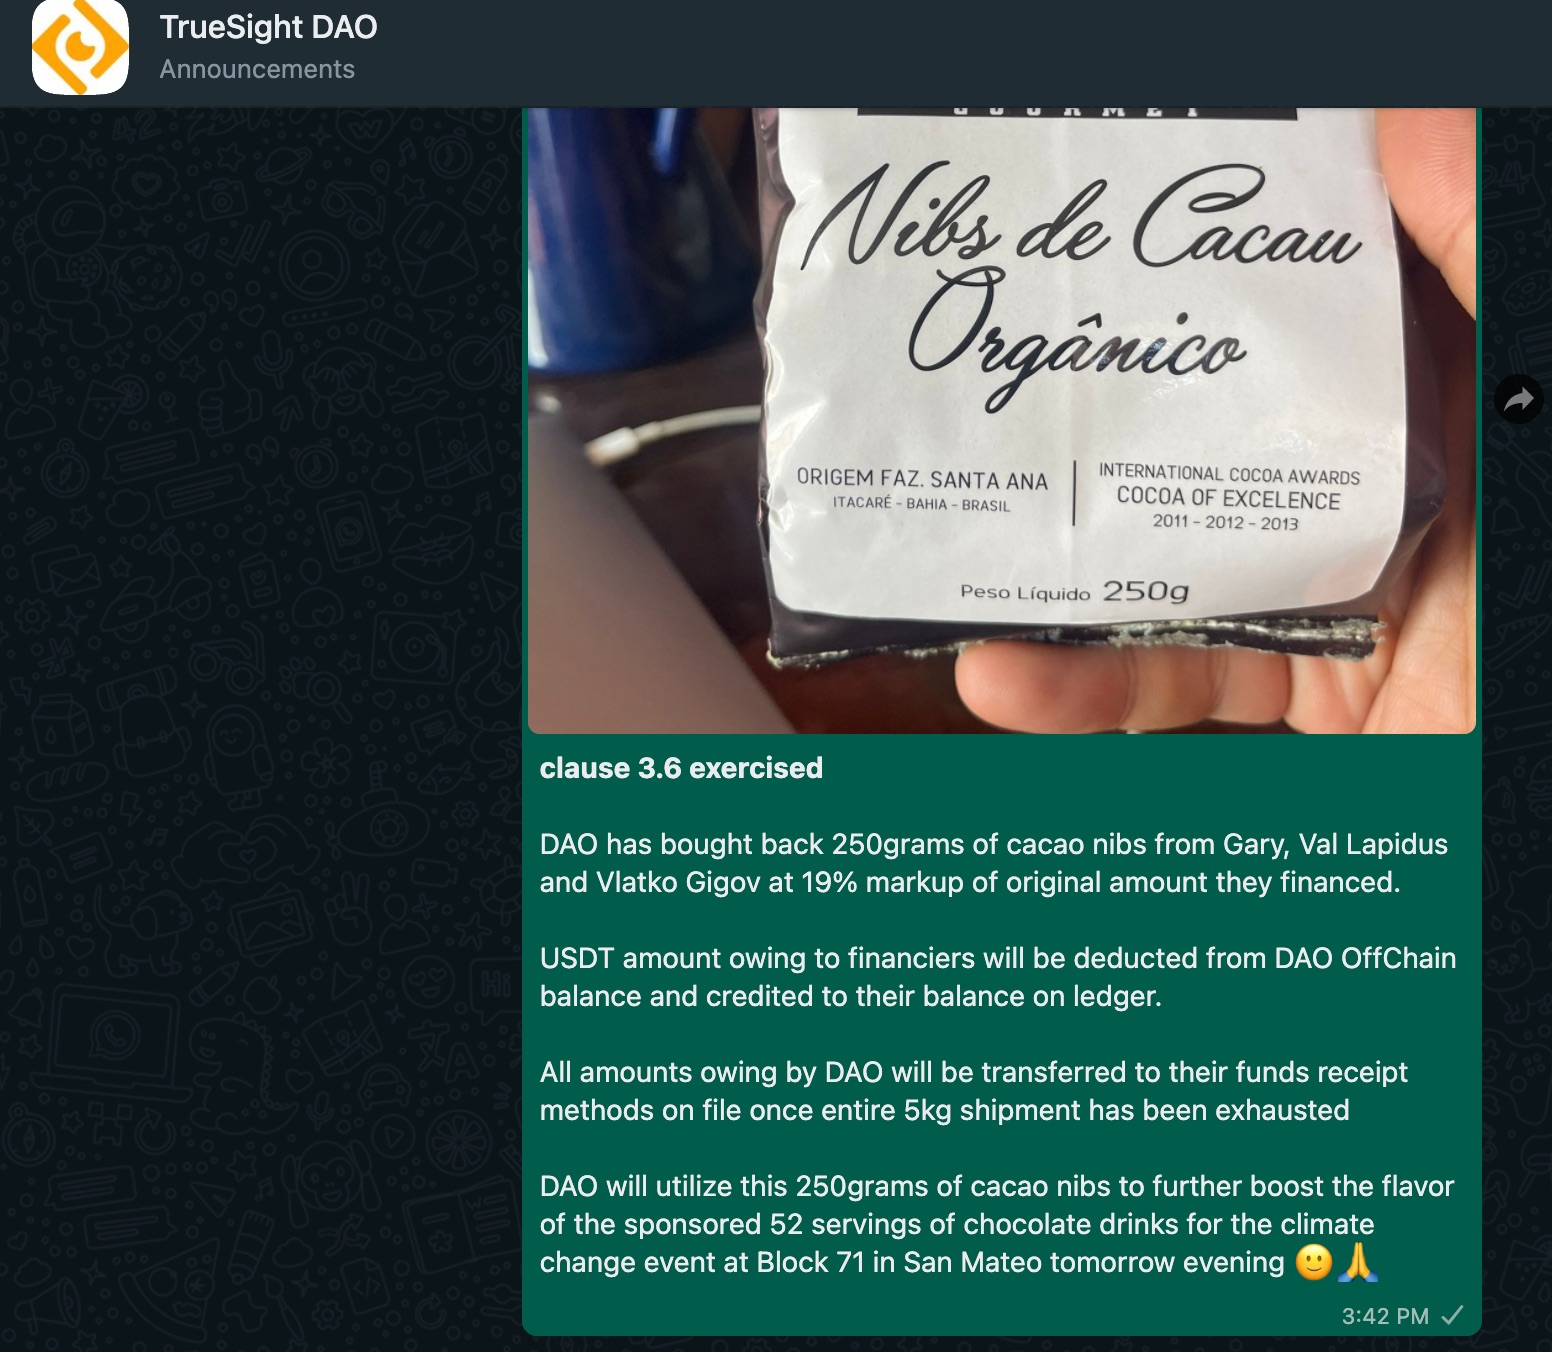 TrueSight DAO
Announcements
Nibs de Cacau
Orgânico
ORIGEM FAZ. SANTA ANA
ITACARÉ - BAHIA - BRASIL
INTERNATIONAL COCOA AWARDS
COCOA OF EXCELENCE
2011 - 2012 - 2013
Peso Líquido 250g
clause 3.6 exercised
DAO has bought back 250grams of cacao nibs from Gary, Val Lapidus
and Vlatko Gigov at 19% markup of original amount they financed.
USDT amount owing to financiers will be deducted from DAO OffChain
balance and credited to their balance on ledger.
All amounts owing by DAO will be transferred to their funds receipt
methods on file once entire 5kg shipment has been exhausted
DAO will utilize this 250grams of cacao nibs to further boost the flavor
of the sponsored 52 servings of chocolate drinks for the climate
change event at Block 71 in San Mateo tomorrow evening 🙂🙏
3:42 PM